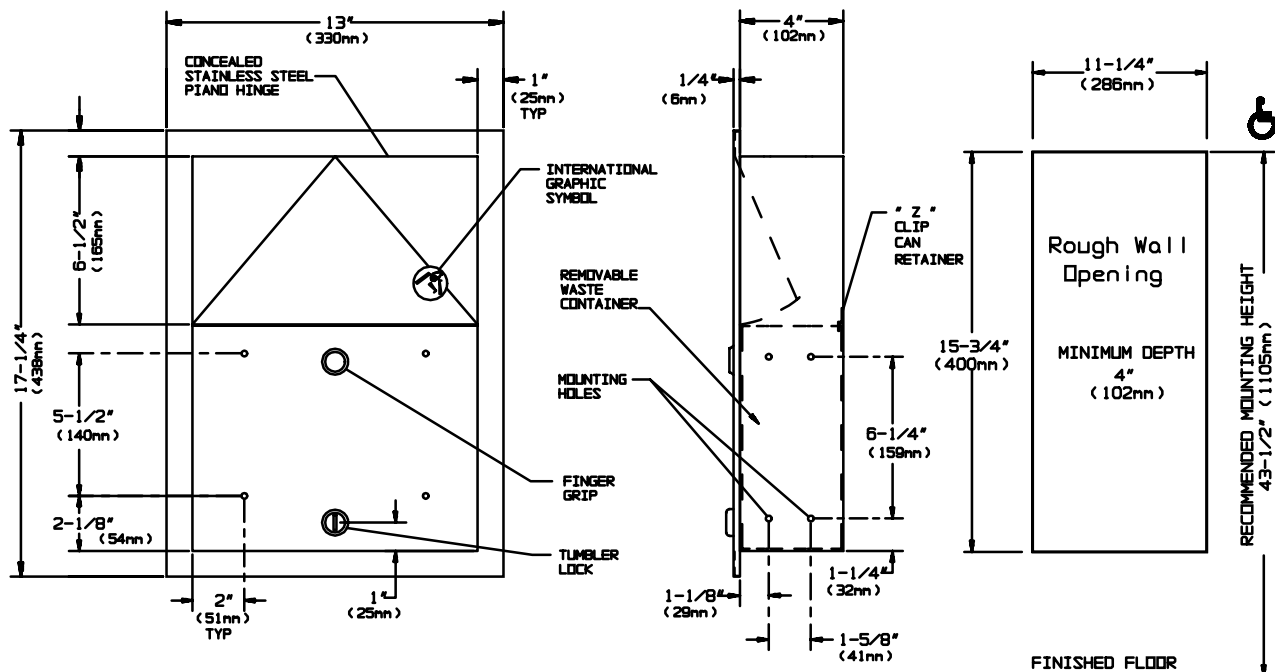 13"
(330mm)
CONCEALED
STAINLESS STEEL
PIANO HINGE
1"
(25mm)
TYP
INTERNATIONAL
GRAPHIC
SYMBOL
6-1/2"
(165mm)
17-1/4"
(438mm)
5-1/2"
(140mm)
2-1/8"
(54mm)
2"
(51mm)
TYP
1"
(25mm)
FINGER
GRIP
TUMBLER
LOCK
4"
(102mm)
1/4"
(6mm)
" Z "
CLIP
CAN
RETAINER
REMOVABLE
WASTE
CONTAINER
MOUNTING
HOLES
6-1/4"
(159mm)
1-1/4"
(32mm)
1-1/8"
(29mm)
1-5/8"
(41mm)
11-1/4"
(286mm)
Rough Wall
Opening
15-3/4"
(400mm)
MINIMUM DEPTH
4"
(102mm)
RECOMMENDED MOUNTING HEIGHT
43-1/2" (1105mm)
FINISHED FLOOR